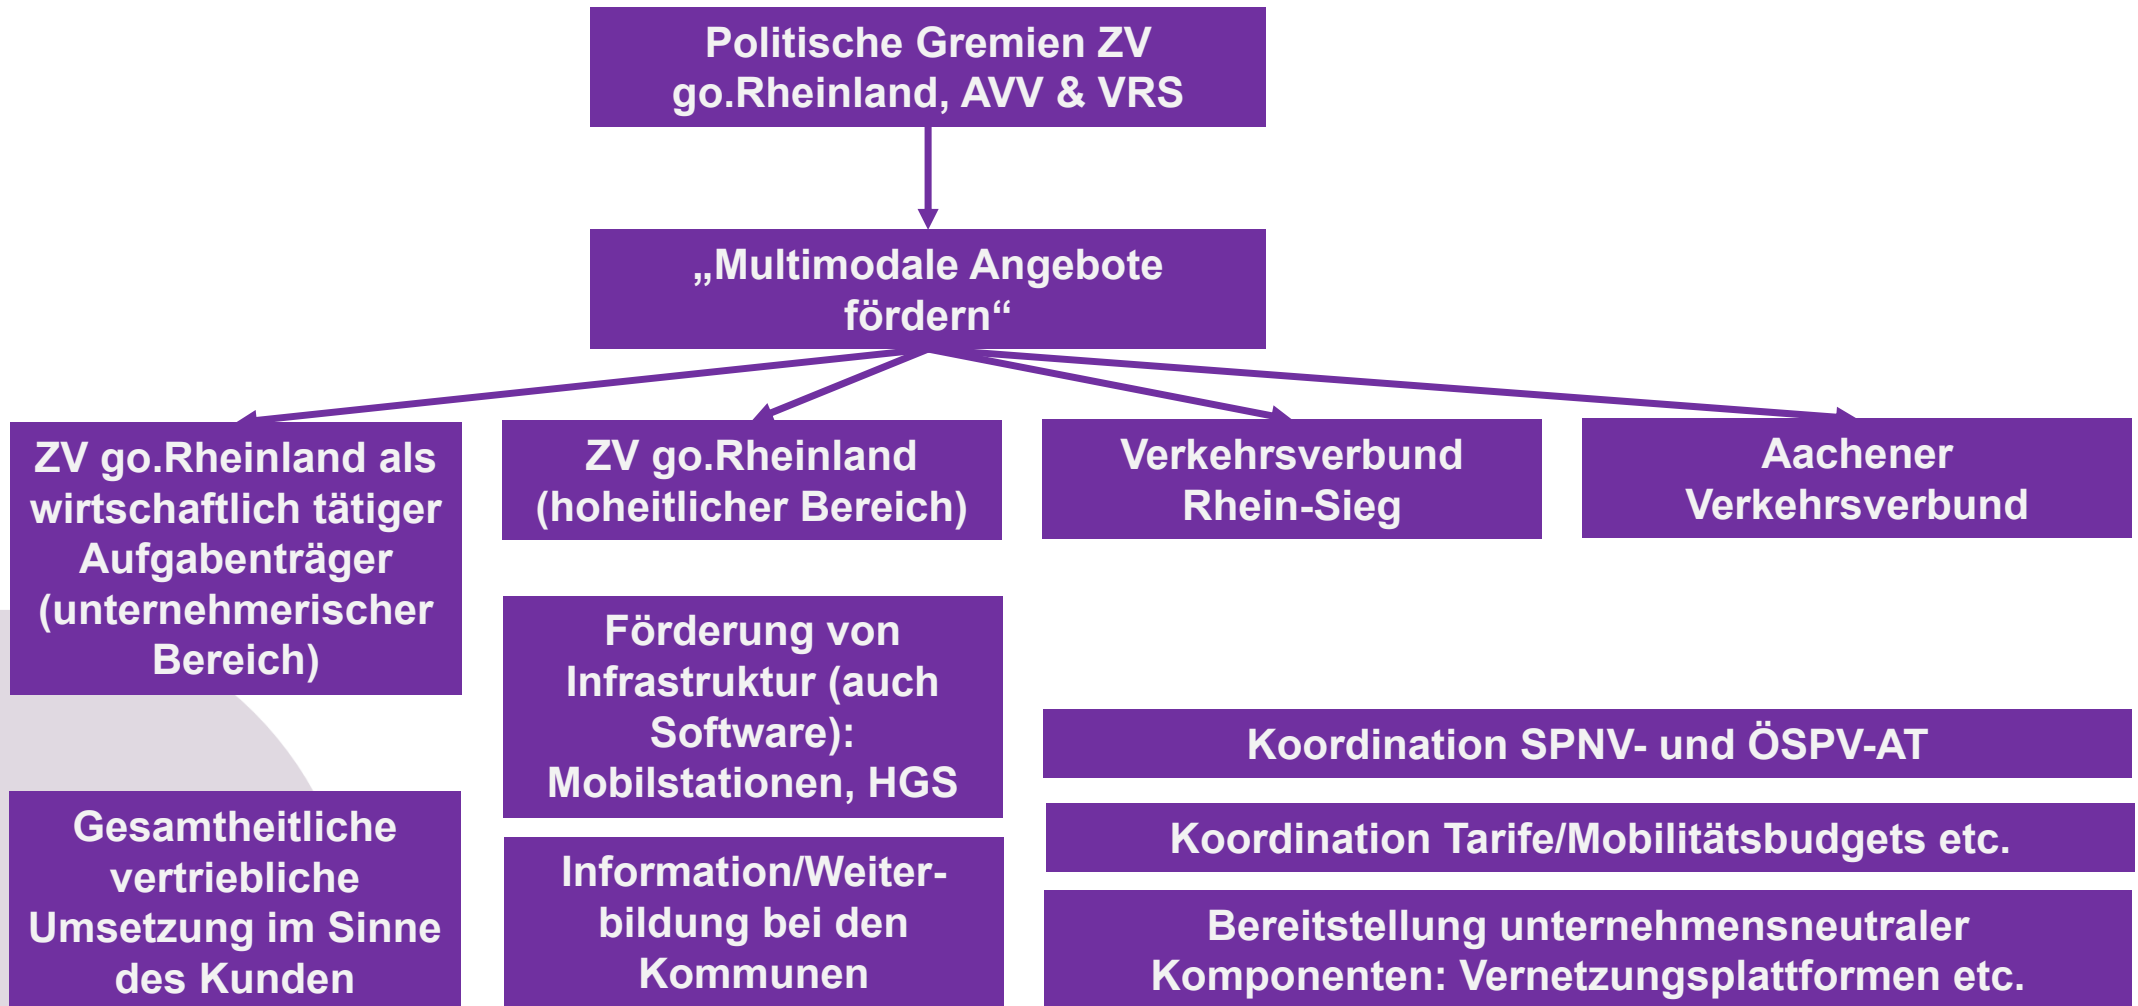 Politische Gremien ZV
go.Rheinland, AVV & VRS
„Multimodale Angebote
fördern“
ZV go.Rheinland als
wirtschaftlich tätiger
Aufgabenträger
(unternehmerischer
Bereich)
ZV go.Rheinland
(hoheitlicher Bereich)
Verkehrsverbund
Rhein-Sieg
Aachener
Verkehrsverbund
Gesamtheitliche
vertriebliche
Umsetzung im Sinne
des Kunden
Förderung von
Infrastruktur (auch
Software):
Mobilstationen, HGS
Information/Weiter-
bildung bei den
Kommunen
Koordination SPNV- und ÖSPV-AT
Koordination Tarife/Mobilitätsbudgets etc.
Bereitstellung unternehmensneutraler
Komponenten: Vernetzungsplattformen etc.